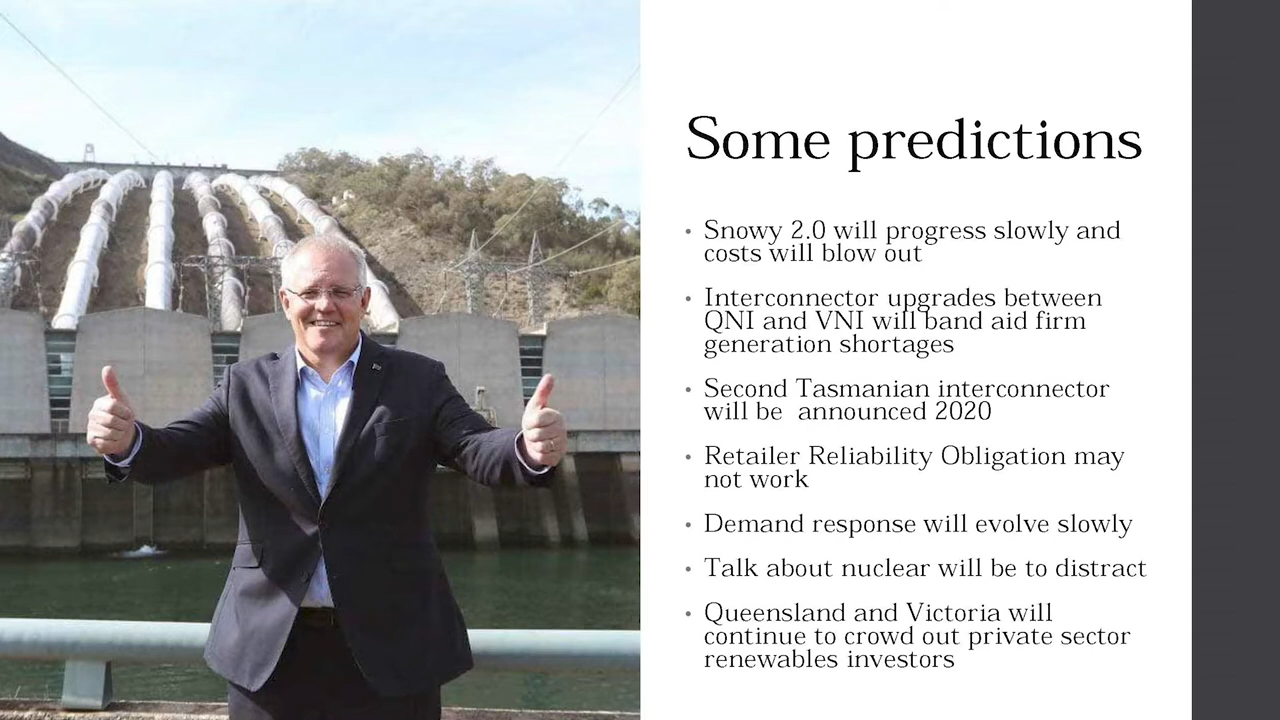 Some predictions
• Snowy 2.0 will progress slowly and
costs will blow out
• Interconnector upgrades between
QNI and VNI will band aid firm
generation shortages
• Second Tasmanian interconnector
will be  announced 2020
• Retailer Reliability Obligation may
not work
• Demand response will evolve slowly
• Talk about nuclear will be to distract
• Queensland and Victoria will
continue to crowd out private sector
renewables investors